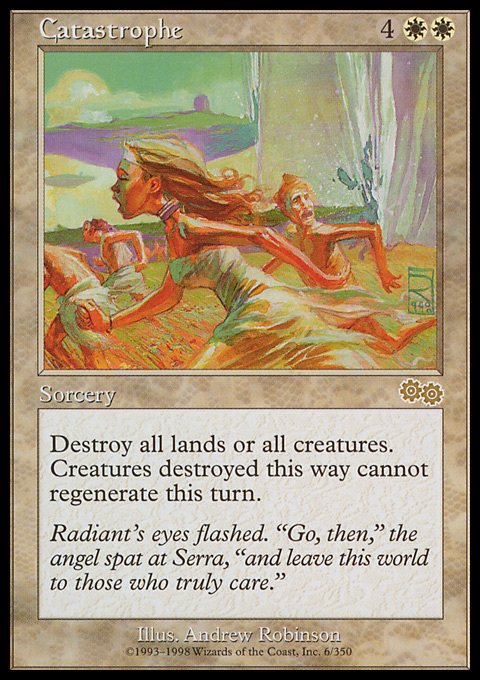 Catastrophe 4
Sorcery
Destroy all lands or all creatures.
Creatures destroyed this way cannot
regenerate this turn.
Radiant's eyes flashed. “Go, then,” the
angel spat at Serra, “and leave this world
to those who truly care.”
Illus. Andrew Robinson
©1993–1998 Wizards of the Coast, Inc. 6/350